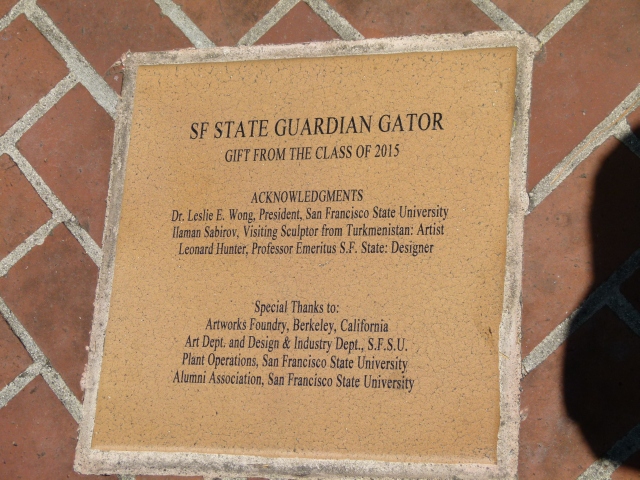 SF STATE GUARDIAN GATOR
GIFT FROM THE CLASS OF 2015
ACKNOWLEDGMENTS
Dr. Leslie E. Wong, President, San Francisco State University
Ilaman Sabirov, Visiting Sculptor from Turkmenistan: Artist
Leonard Hunter, Professor Emeritus S.F. State: Designer
Special Thanks to:
Artworks Foundry, Berkeley, California
Art Dept. and Design & Industry Dept., S.F.S.U.
Plant Operations, San Francisco State University
Alumni Association, San Francisco State University